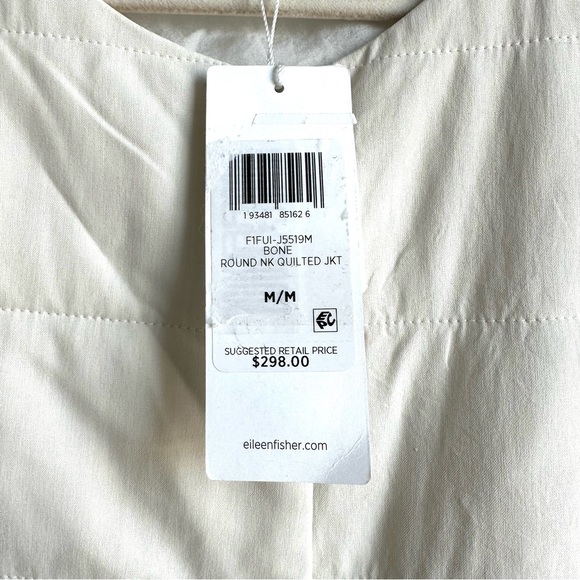 1 93481 85162 6
F1FUI-J5519M
BONE
ROUND NK QUILTED JKT
M/M
SUGGESTED RETAIL PRICE
$298.00
eileenfisher.com